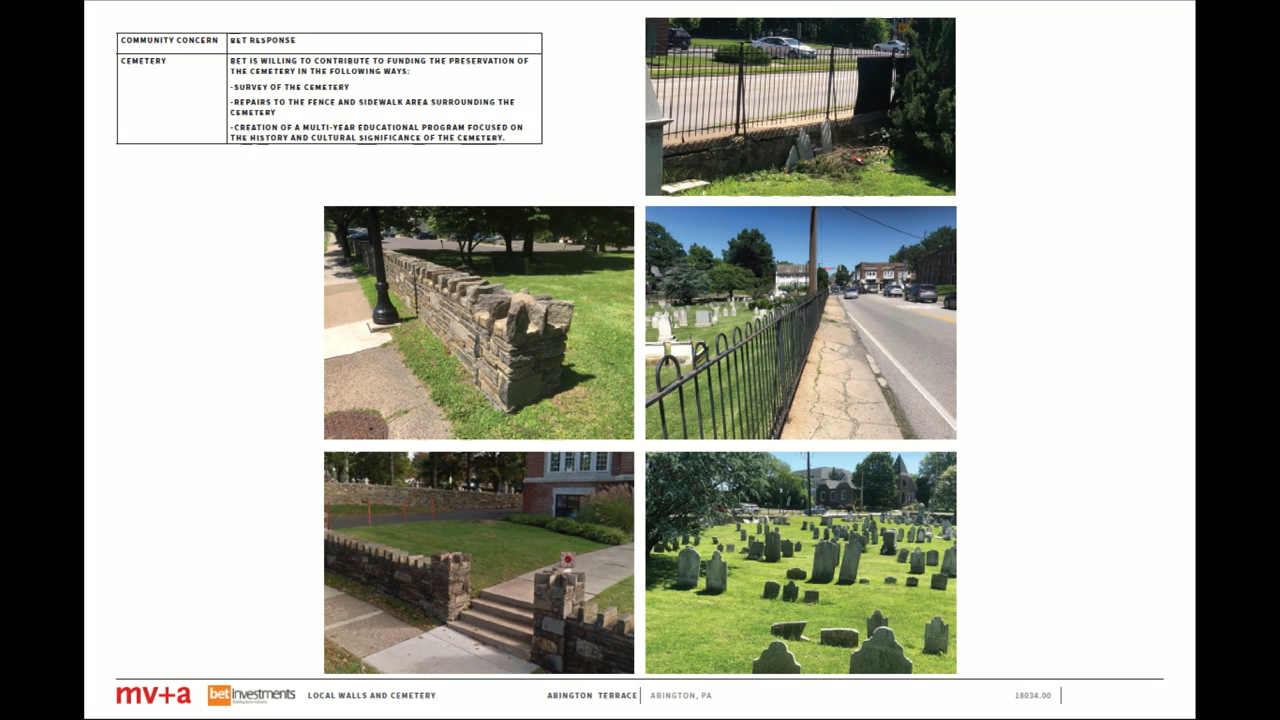 COMMUNITY CONCERN BET RESPONSE
CEMETERY BET IS WILLING TO CONTRIBUTE TO FUNDING THE PRESERVATION OF
THE CEMETERY IN THE FOLLOWING WAYS:
-SURVEY OF THE CEMETERY
-REPAIRS TO THE FENCE AND SIDEWALK AREA SURROUNDING THE
CEMETERY
-CREATION OF A MULTI-YEAR EDUCATIONAL PROGRAM FOCUSED ON
THE HISTORY AND CULTURAL SIGNIFICANCE OF THE CEMETERY.
mv+a bet investments LOCAL WALLS AND CEMETERY ABINGTON TERRACE ABINGTON, PA 18034.00